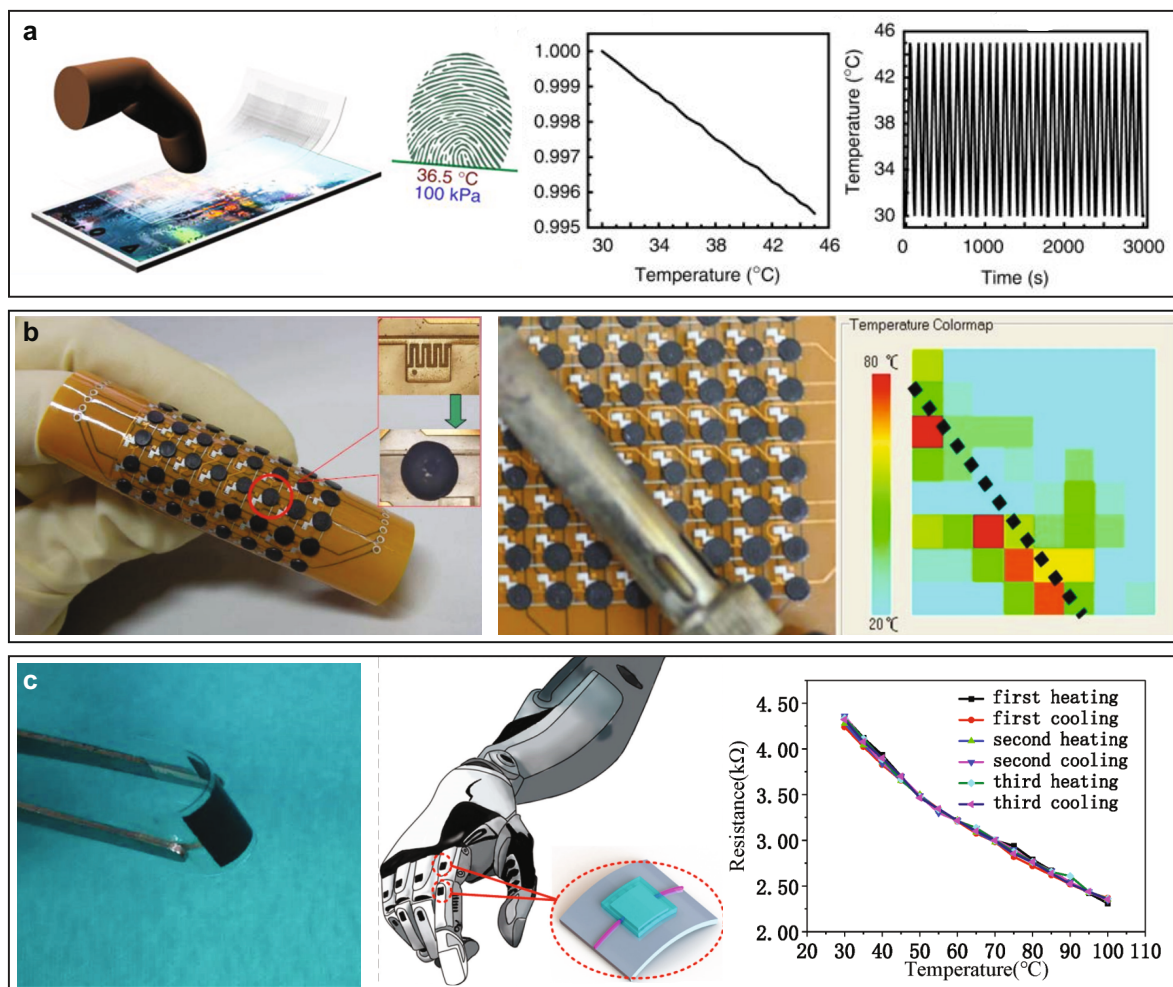 a
36.5 °C
100 kPa
1.000
0.999
0.998
0.997
0.996
0.995
30 34 38 42 46
Temperature (°C)
Temperature (°C)
46
42
38
34
30
0 1000 2000 3000
Time (s)
b
Temperature Colormap
80 ℃
20℃
c
Resistance(kΩ)
4.50
4.00
3.50
3.00
2.50
2.00
first heating
first cooling
second heating
second cooling
third heating
third cooling
20 30 40 50 60 70 80 90 100 110
Temperature(℃)